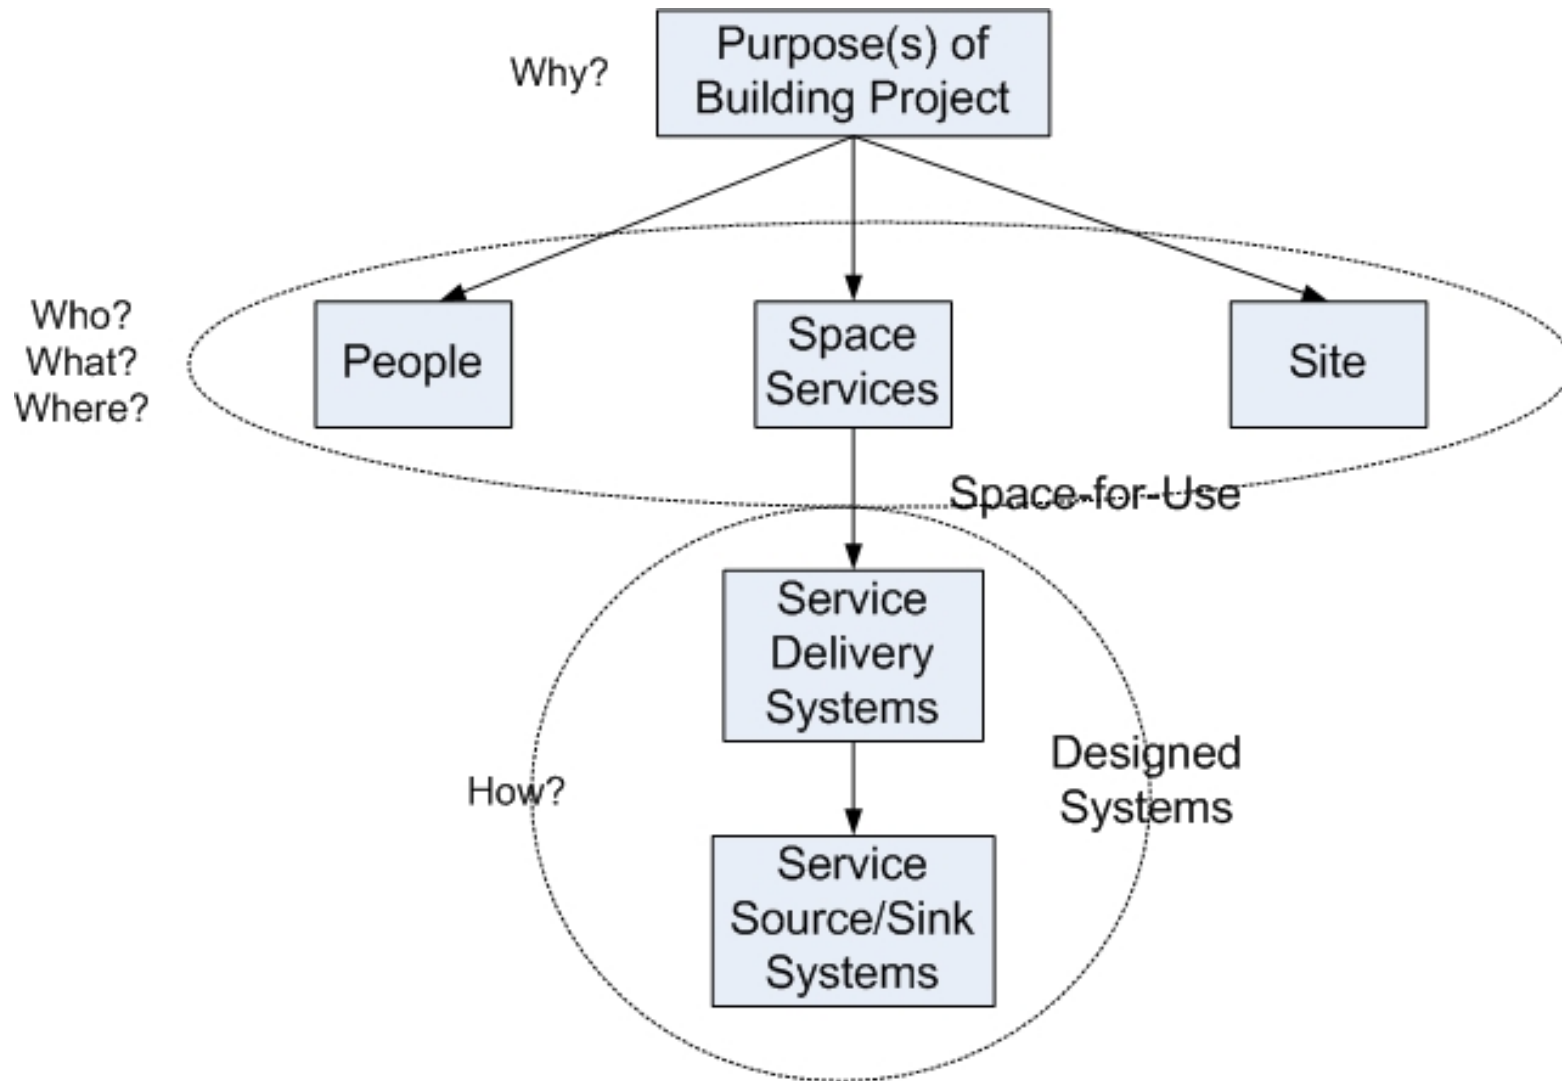 Purpose(s) of
Building Project
Why?
Who?
What?
Where?
People
Space
Services
Site
Space-for-Use
Service
Delivery
Systems
How?
Designed
Systems
Service
Source/Sink
Systems